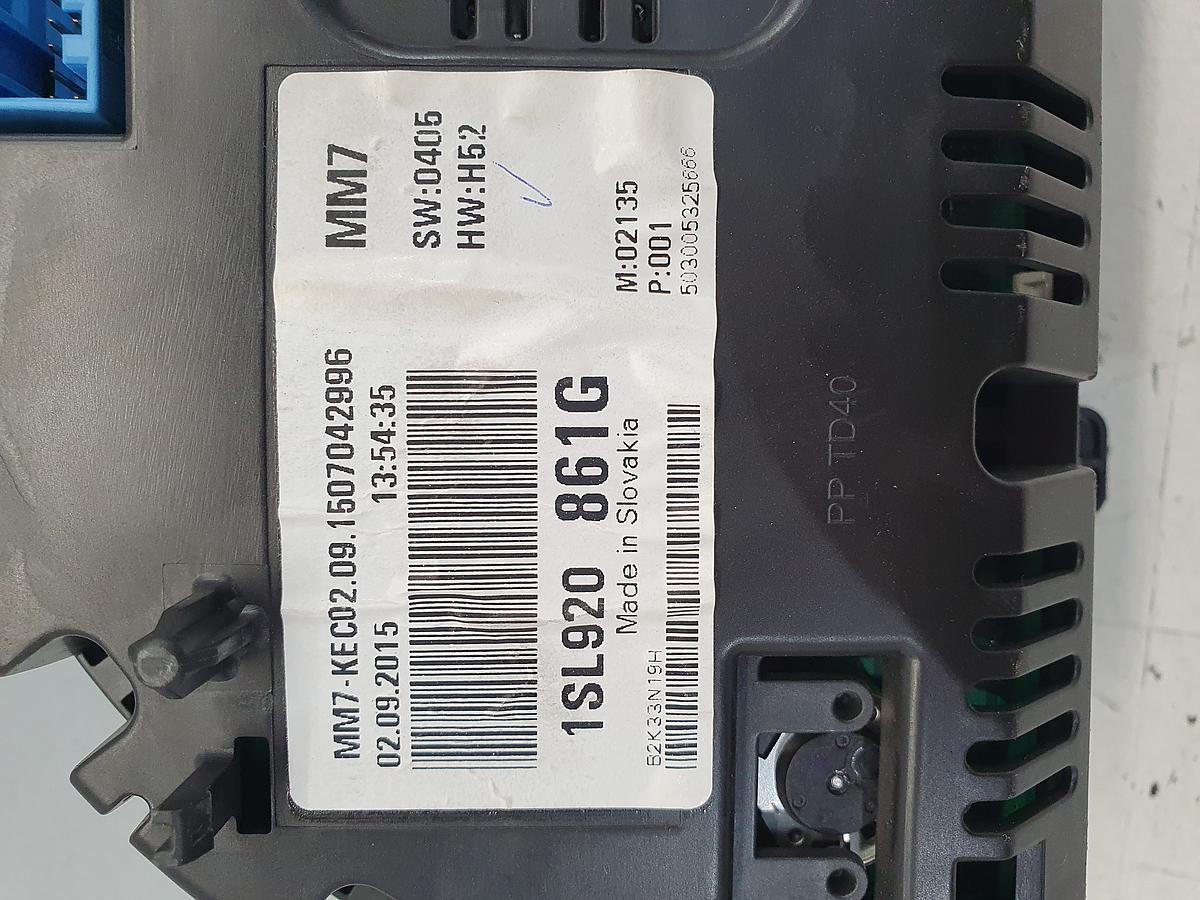 MM7-KEC02.09.1507042996 MM7
02.09.2015 13:54:35
SW:0405
HW:H52
1SL920 861G
Made in Slovakia
M:02135
P:001
B2K33N19H
5030005325666
PP TD40